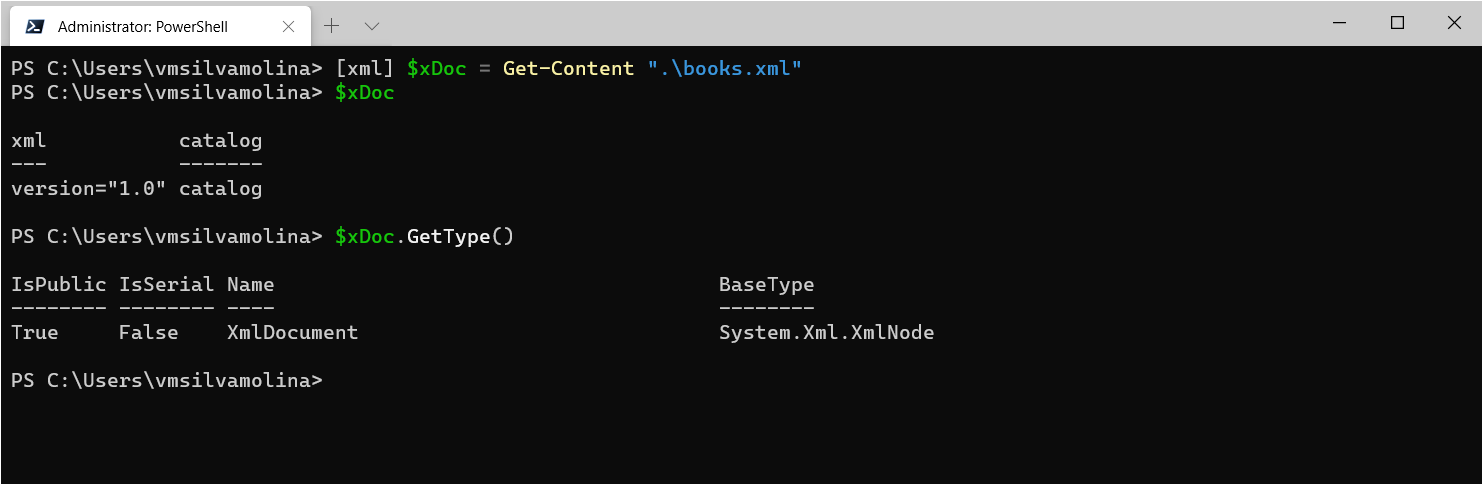 Administrator: PowerShell
PS C:\Users\vmsilvamolina> [xml] $xDoc = Get-Content ".\books.xml"
PS C:\Users\vmsilvamolina> $xDoc
xml           catalog
---           -------
version="1.0" catalog
PS C:\Users\vmsilvamolina> $xDoc.GetType()
IsPublic IsSerial Name                                     BaseType
-------- -------- ----                                     --------
True     False    XmlDocument                              System.Xml.XmlNode
PS C:\Users\vmsilvamolina>